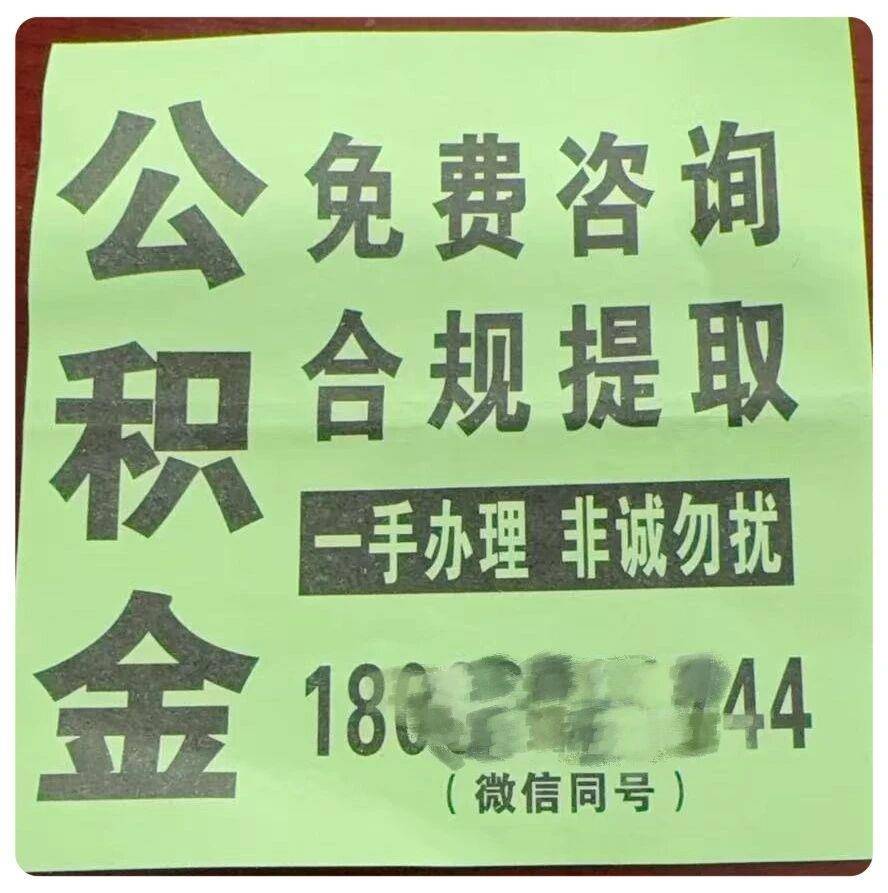 公积金
免费咨询
合规提取
一手办理 非诚勿扰
180 44
(微信同号)